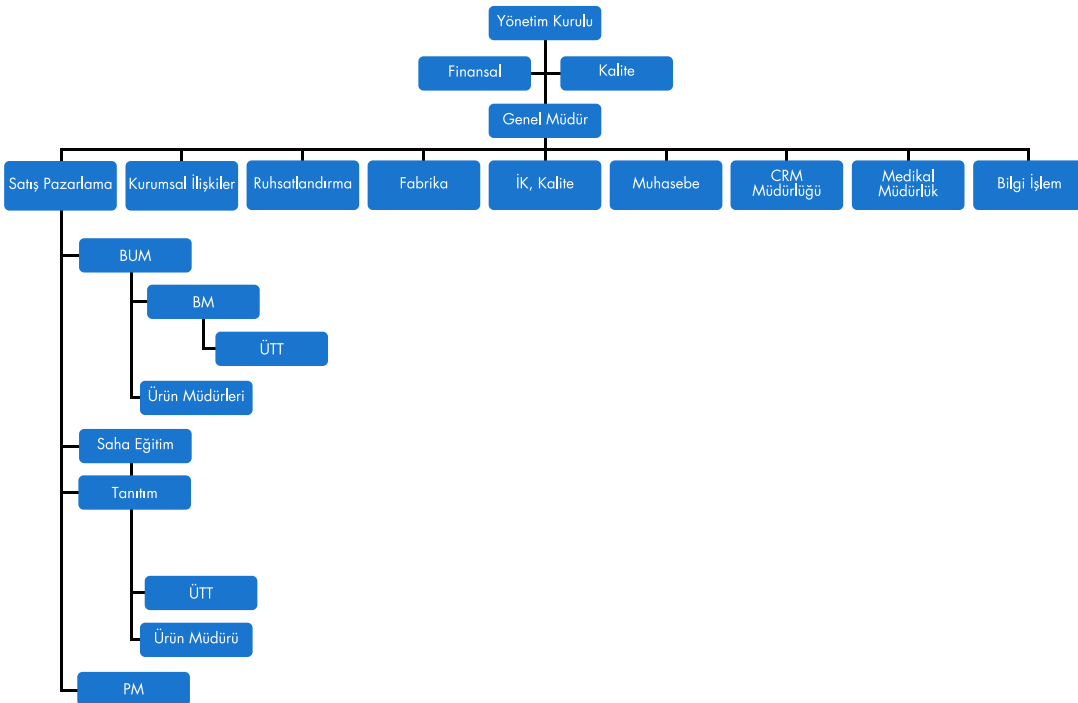 Yönetim Kurulu
Finansal
Kalite
Genel Müdür
Satış Pazarlama
Kurumsal İlişkiler
Ruhsatlandırma
Fabrika
İK, Kalite
Muhasebe
CRM
Müdürlüğü
Medikal
Müdürlük
Bilgi İşlem
BUM
BM
ÜTT
Ürün Müdürleri
Saha Eğitim
Tanıtım
ÜTT
Ürün Müdürü
PM